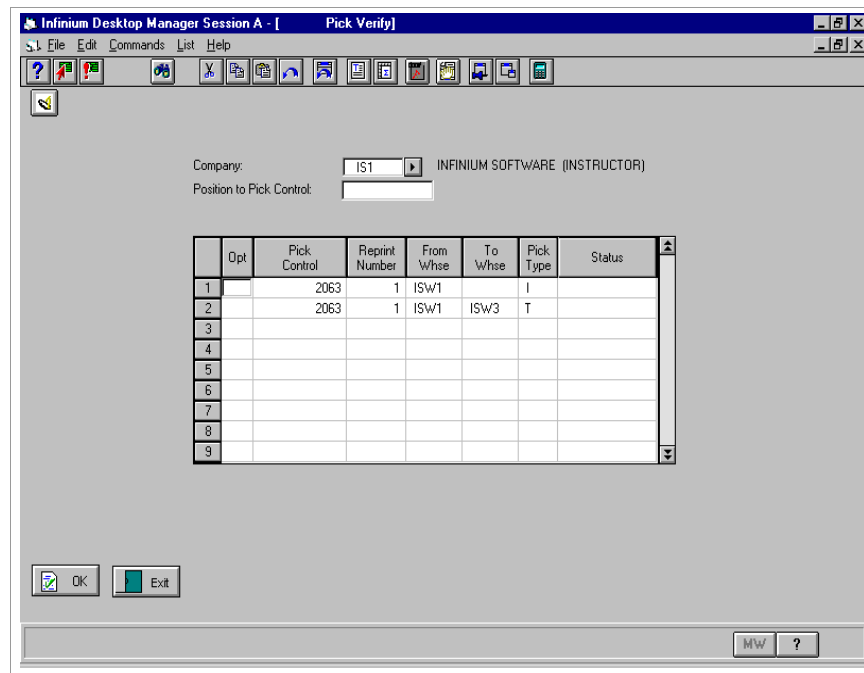 Infinium Desktop Manager Session A - [ Pick Verify]
File Edit Commands List Help
Company: IS1 INFINIUM SOFTWARE (INSTRUCTOR)
Position to Pick Control:
Opt Pick Control Reprint Number From Whse To Whse Pick Type Status
1 2063 1 ISW1 I
2 2063 1 ISW1 ISW3 T
3
4
5
6
7
8
9
OK Exit
MW ?